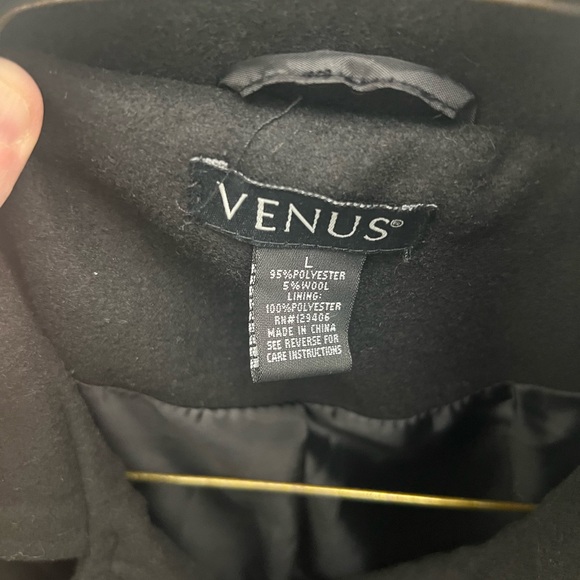 VENUS®
L
95%POLYESTER
5%WOOL
LINING:
100%POLYESTER
RN#129406
MADE IN CHINA
SEE REVERSE FOR
CARE INSTRUCTIONS